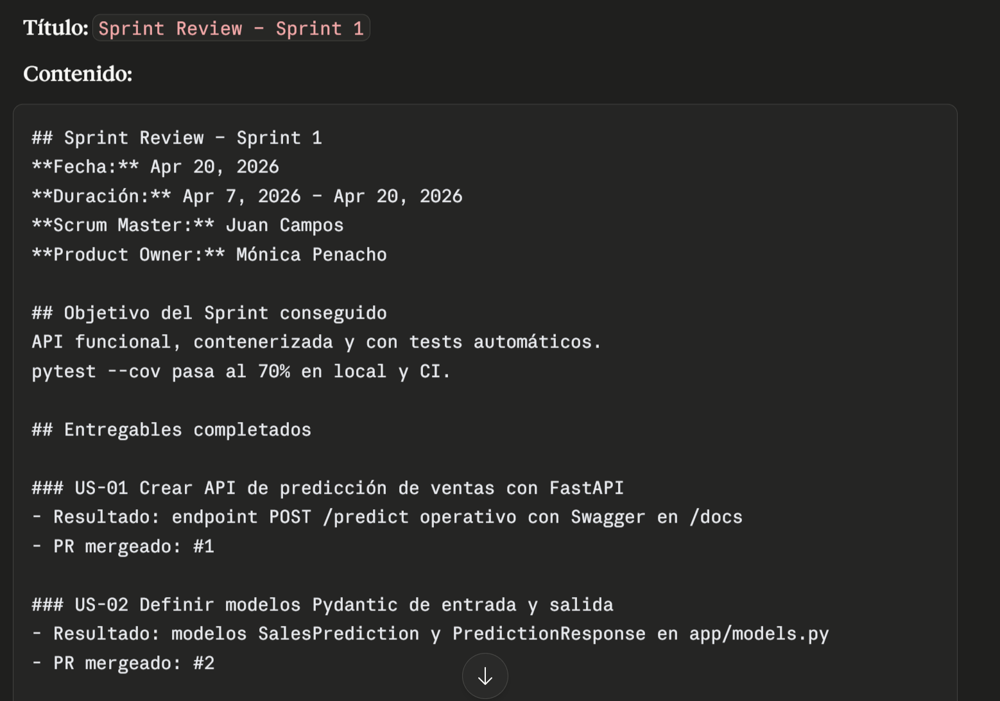 Título: Sprint Review – Sprint 1
Contenido:
## Sprint Review – Sprint 1
**Fecha:** Apr 20, 2026
**Duración:** Apr 7, 2026 – Apr 20, 2026
**Scrum Master:** Juan Campos
**Product Owner:** Mónica Penacho
## Objetivo del Sprint conseguido
API funcional, contenerizada y con tests automáticos.
pytest --cov pasa al 70% en local y CI.
## Entregables completados
### US-01 Crear API de predicción de ventas con FastAPI
- Resultado: endpoint POST /predict operativo con Swagger en /docs
- PR mergeado: #1
### US-02 Definir modelos Pydantic de entrada y salida
- Resultado: modelos SalesPrediction y PredictionResponse en app/models.py
- PR mergeado: #2